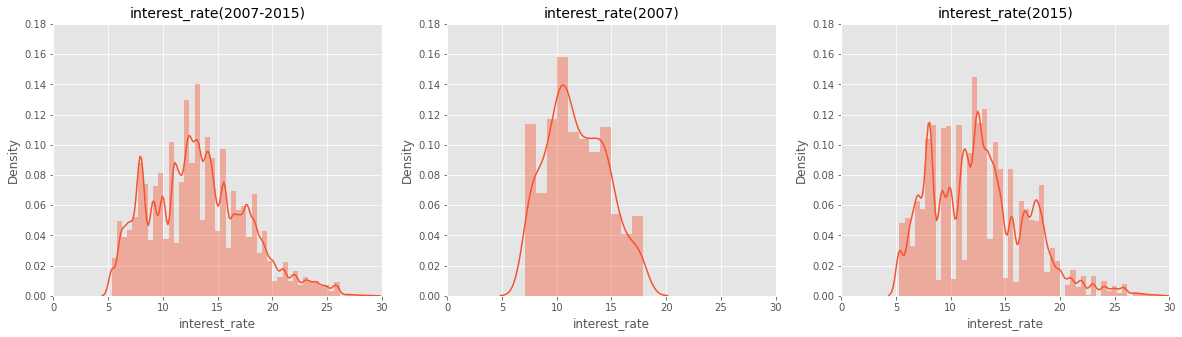 interest_rate(2007-2015)
0.18
0.16
0.14
0.12
0.10
0.08
0.06
0.04
0.02
0.00
Density
0 5 10 15 20 25 30
interest_rate
interest_rate(2007)
0.18
0.16
0.14
0.12
0.10
0.08
0.06
0.04
0.02
0.00
Density
0 5 10 15 20 25 30
interest_rate
interest_rate(2015)
0.18
0.16
0.14
0.12
0.10
0.08
0.06
0.04
0.02
0.00
Density
0 5 10 15 20 25 30
interest_rate